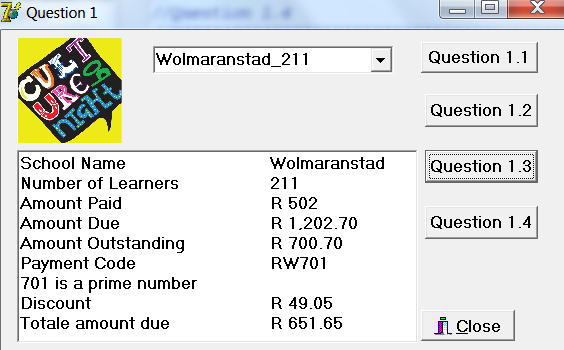 Question 1
//Question 1.4
CULTURE
night
Wolmaranstad_211
Question 1.1
Question 1.2
Question 1.3
Question 1.4
School Name Wolmaranstad
Number of Learners 211
Amount Paid R 502
Amount Due R 1,202.70
Amount Outstanding R 700.70
Payment Code RW701
701 is a prime number
Discount R 49.05
Totale amount due R 651.65
Close